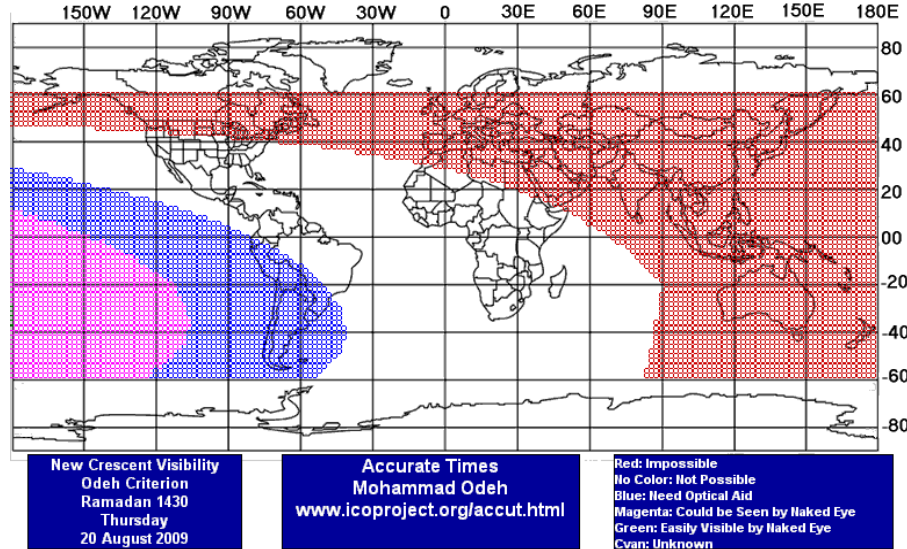 150W 120W 90W 60W 30W 0 30E 60E 90E 120E 150E 180E
80
60
40
20
00
-20
-40
-60
-80
New Crescent Visibility
Odeh Criterion
Ramadan 1430
Thursday
20 August 2009
Accurate Times
Mohammad Odeh
www.icoproject.org/accut.html
Red: Impossible
No Color: Not Possible
Blue: Need Optical Aid
Magenta: Could be Seen by Naked Eye
Green: Easily Visible by Naked Eye
Cyan: Unknown